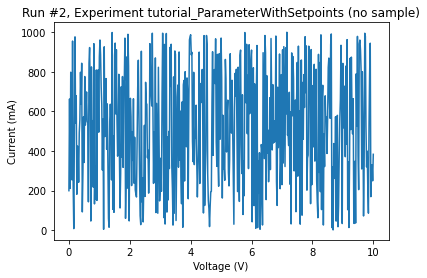 Run #2, Experiment tutorial_ParameterWithSetpoints (no sample)
1000
800
600
400
200
0
Current (mA)
0 2 4 6 8 10
Voltage (V)